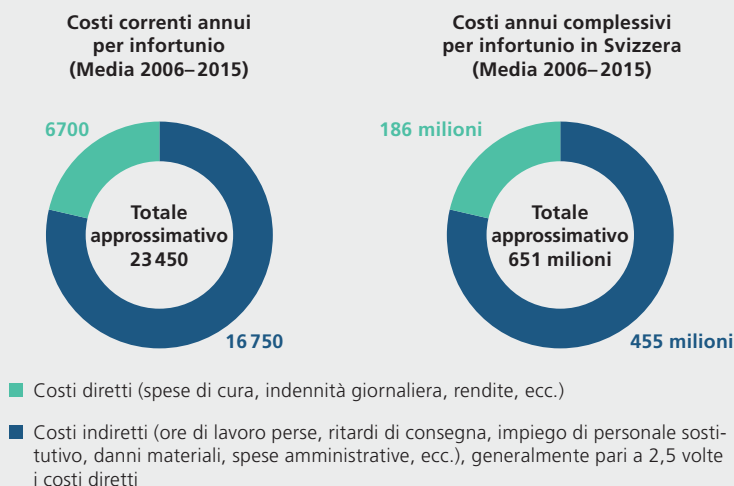 Costi correnti annui
per infortunio
(Media 2006–2015)
6700
Totale
approssimativo
23 450
16 750
Costi annui complessivi
per infortunio in Svizzera
(Media 2006–2015)
186 milioni
Totale
approssimativo
651 milioni
455 milioni
Costi diretti (spese di cura, indennità giornaliera, rendite, ecc.)
Costi indiretti (ore di lavoro perse, ritardi di consegna, impiego di personale sosti-
tutivo, danni materiali, spese amministrative, ecc.), generalmente pari a 2,5 volte
i costi diretti